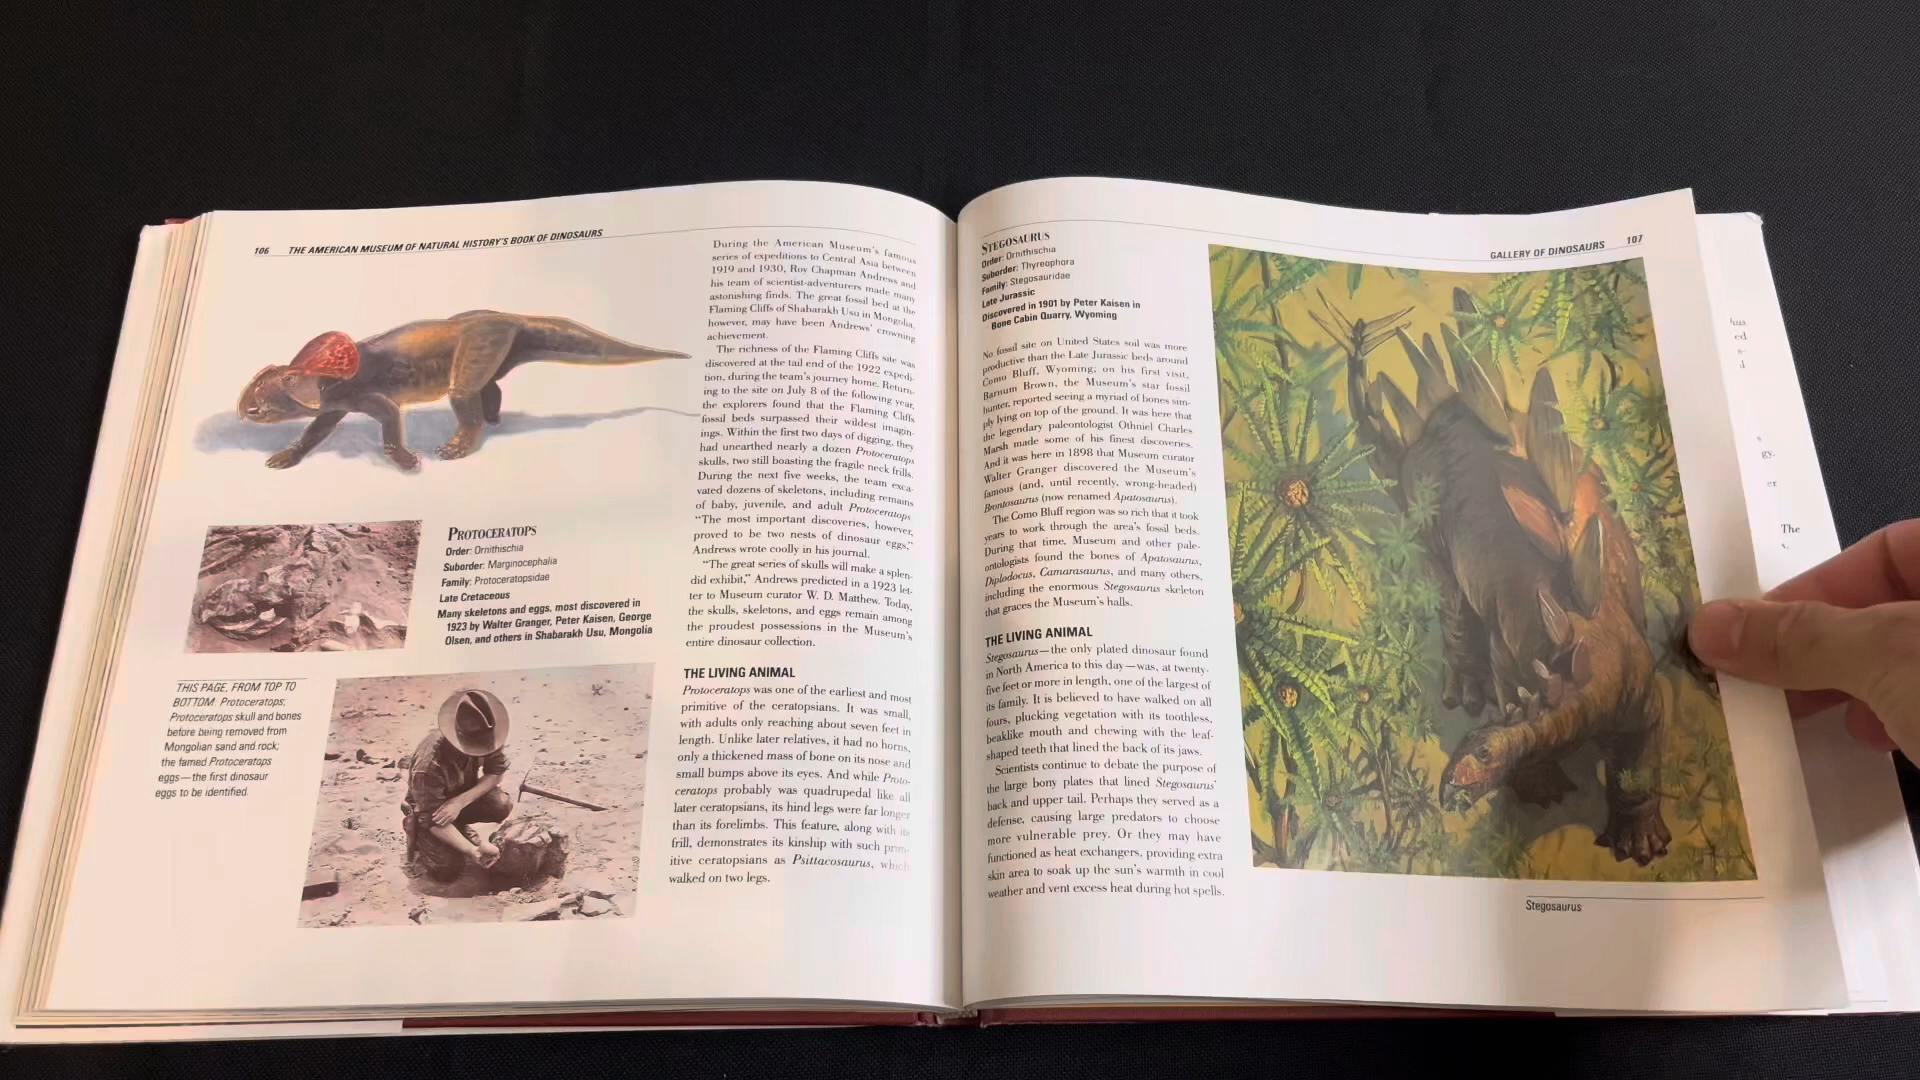 106 THE AMERICAN MUSEUM OF NATURAL HISTORY'S BOOK OF DINOSAURS
PROTOCERATOPS
Order: Ornithischia
Suborder: Marginocephalia
Family: Protoceratopsidae
Late Cretaceous
Many skeletons and eggs, most discovered in
1923 by Walter Granger, Peter Kaisen, George
Olsen, and others in Shabarakh Usu, Mongolia
THIS PAGE, FROM TOP TO
BOTTOM: Protoceratops;
Protoceratops skull and bones
before being removed from
Mongolian sand and rock;
the famed Protoceratops
eggs—the first dinosaur
eggs to be identified.
During the American Museum's famous
series of expeditions to Central Asia between
1919 and 1930, Roy Chapman Andrews and
his team of scientist-adventurers made many
astonishing finds. The great fossil bed at the
Flaming Cliffs of Shabarakh Usu in Mongolia,
however, may have been Andrews' crowning
achievement.
The richness of the Flaming Cliffs site was
discovered at the tail end of the 1922 expedi-
tion, during the team's journey home. Return-
ing to the site on July 8 of the following year,
the explorers found that the Flaming Cliffs
fossil beds surpassed their wildest imagin-
ings. Within the first two days of digging, they
had unearthed nearly a dozen Protoceratops
skulls, two still boasting the fragile neck frills.
During the next five weeks, the team exca-
vated dozens of skeletons, including remains
of baby, juvenile, and adult Protoceratops.
"The most important discoveries, however,
proved to be two nests of dinosaur eggs,"
Andrews wrote coolly in his journal.
"The great series of skulls will make a splen-
did exhibit," Andrews predicted in a 1923 let-
ter to Museum curator W. D. Matthew. Today,
the skulls, skeletons, and eggs remain among
the proudest possessions in the Museum's
entire dinosaur collection.
THE LIVING ANIMAL
Protoceratops was one of the earliest and most
primitive of the ceratopsians. It was small,
with adults only reaching about seven feet in
length. Unlike later relatives, it had no horns,
only a thickened mass of bone on its nose and
small bumps above its eyes. And while Proto-
ceratops probably was quadrupedal like all
later ceratopsians, its hind legs were far longer
than its forelimbs. This feature, along with its
frill, demonstrates its kinship with such prim-
itive ceratopsians as Psittacosaurus, which
walked on two legs.
GALLERY OF DINOSAURS 107
STEGOSAURUS
Order: Ornithischia
Suborder: Thyreophora
Family: Stegosauridae
Late Jurassic
Discovered in 1901 by Peter Kaisen in
Bone Cabin Quarry, Wyoming
No fossil site on United States soil was more
productive than the Late Jurassic beds around
Como Bluff, Wyoming; on his first visit,
Barnum Brown, the Museum's star fossil
hunter, reported seeing a myriad of bones sim-
ply lying on top of the ground. It was here that
the legendary paleontologist Othniel Charles
Marsh made some of his finest discoveries.
And it was here in 1898 that Museum curator
Walter Granger discovered the Museum's
famous (and, until recently, wrong-headed)
Brontosaurus (now renamed Apatosaurus).
The Como Bluff region was so rich that it took
years to work through the area's fossil beds.
During that time, Museum and other pale-
ontologists found the bones of Apatosaurus,
Diplodocus, Camarasaurus, and many others,
including the enormous Stegosaurus skeleton
that graces the Museum's halls.
THE LIVING ANIMAL
Stegosaurus—the only plated dinosaur found
in North America to this day—was, at twenty-
five feet or more in length, one of the largest of
its family. It is believed to have walked on all
fours, plucking vegetation with its toothless,
beaklike mouth and chewing with the leaf-
shaped teeth that lined the back of its jaws.
Scientists continue to debate the purpose of
the large bony plates that lined Stegosaurus'
back and upper tail. Perhaps they served as a
defense, causing large predators to choose
more vulnerable prey. Or they may have
functioned as heat exchangers, providing extra
skin area to soak up the sun's warmth in cool
weather and vent excess heat during hot spells.
Stegosaurus
The